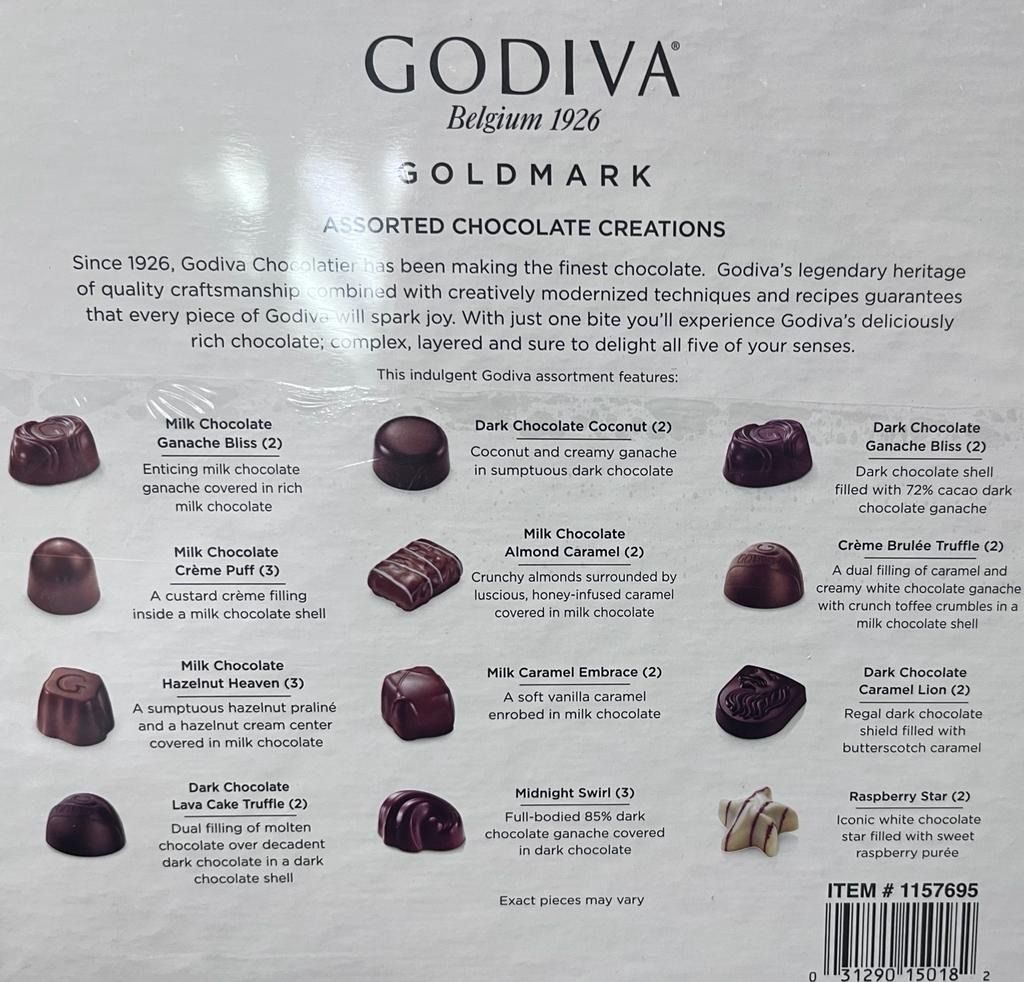 GODIVA®
Belgium 1926
GOLDMARK
ASSORTED CHOCOLATE CREATIONS
Since 1926, Godiva Chocolatier has been making the finest chocolate. Godiva's legendary heritage
of quality craftsmanship combined with creatively modernized techniques and recipes guarantees
that every piece of Godiva will spark joy. With just one bite you'll experience Godiva's deliciously
rich chocolate; complex, layered and sure to delight all five of your senses.
This indulgent Godiva assortment features:
Milk Chocolate
Ganache Bliss (2)
Enticing milk chocolate
ganache covered in rich
milk chocolate
Dark Chocolate Coconut (2)
Coconut and creamy ganache
in sumptuous dark chocolate
Dark Chocolate
Ganache Bliss (2)
Dark chocolate shell
filled with 72% cacao dark
chocolate ganache
Milk Chocolate
Crème Puff (3)
A custard crème filling
inside a milk chocolate shell
Milk Chocolate
Almond Caramel (2)
Crunchy almonds surrounded by
luscious, honey-infused caramel
covered in milk chocolate
Crème Brulée Truffle (2)
A dual filling of caramel and
creamy white chocolate ganache
with crunch toffee crumbles in a
milk chocolate shell
Milk Chocolate
Hazelnut Heaven (3)
A sumptuous hazelnut praliné
and a hazelnut cream center
covered in milk chocolate
Milk Caramel Embrace (2)
A soft vanilla caramel
enrobed in milk chocolate
Dark Chocolate
Caramel Lion (2)
Regal dark chocolate
shield filled with
butterscotch caramel
Dark Chocolate
Lava Cake Truffle (2)
Dual filling of molten
chocolate over decadent
dark chocolate in a dark
chocolate shell
Midnight Swirl (3)
Full-bodied 85% dark
chocolate ganache covered
in dark chocolate
Raspberry Star (2)
Iconic white chocolate
star filled with sweet
raspberry purée
Exact pieces may vary
ITEM # 1157695
0 31290 15018 2